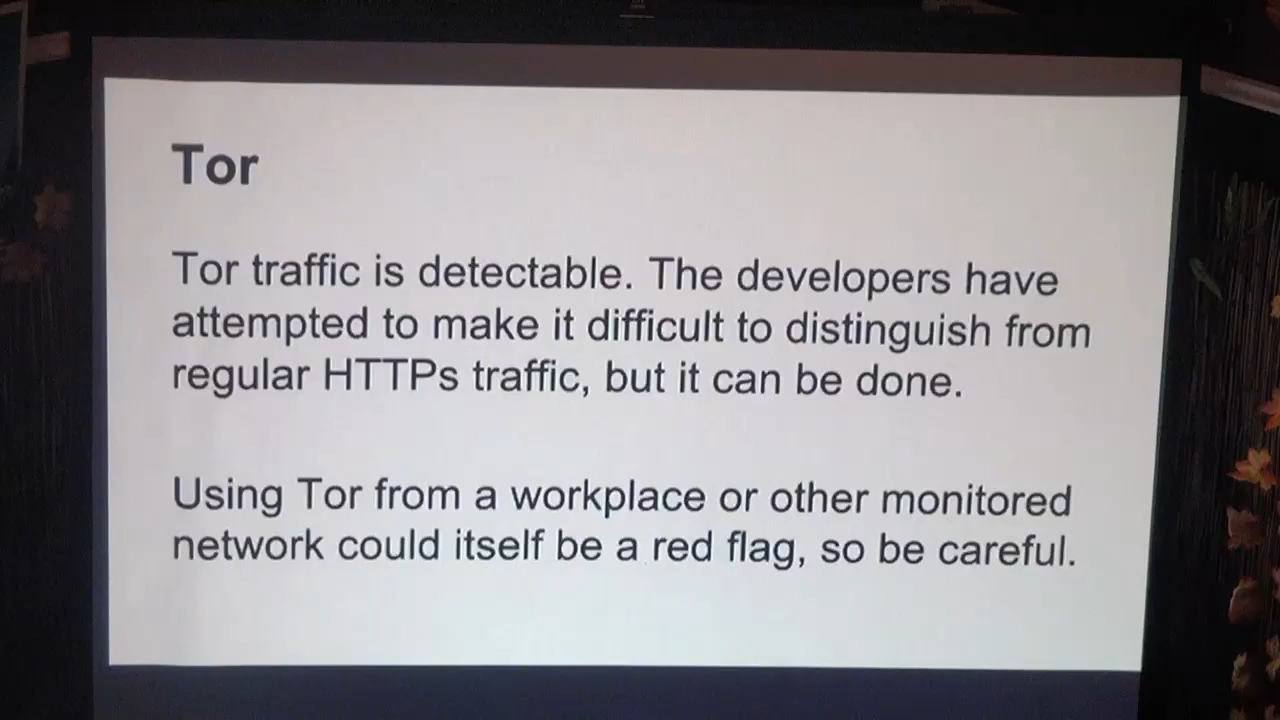 Tor
Tor traffic is detectable. The developers have
attempted to make it difficult to distinguish from
regular HTTPs traffic, but it can be done.
Using Tor from a workplace or other monitored
network could itself be a red flag, so be careful.